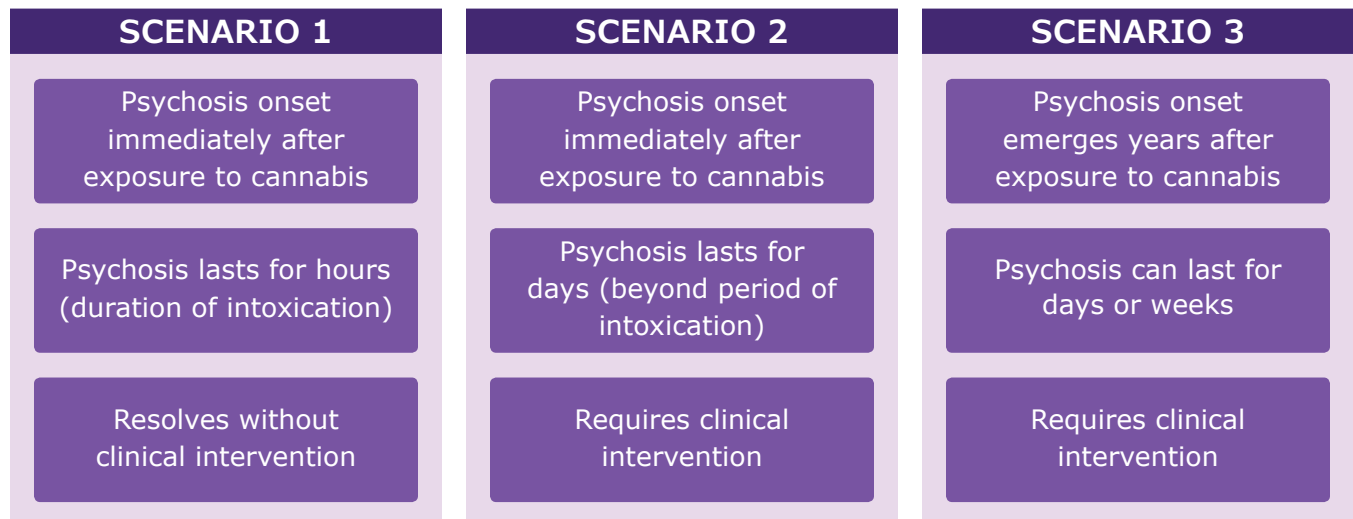 SCENARIO 1
Psychosis onset
immediately after
exposure to cannabis
Psychosis lasts for hours
(duration of intoxication)
Resolves without
clinical intervention
SCENARIO 2
Psychosis onset
immediately after
exposure to cannabis
Psychosis lasts for
days (beyond period of
intoxication)
Requires clinical
intervention
SCENARIO 3
Psychosis onset
emerges years after
exposure to cannabis
Psychosis can last for
days or weeks
Requires clinical
intervention